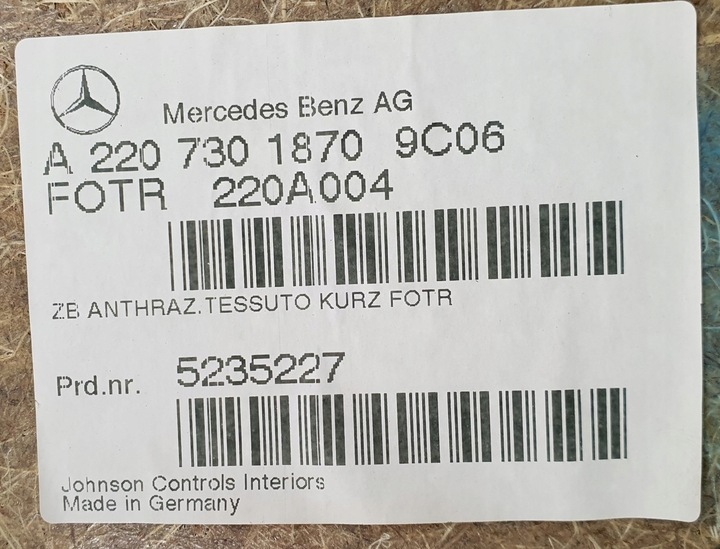 Mercedes Benz AG
A 220 730 1870 9C06
FOTR 220A004
ZB ANTHRAZ.TESSUTO KURZ FOTR
Prd.nr. 5235227
Johnson Controls Interiors
Made in Germany